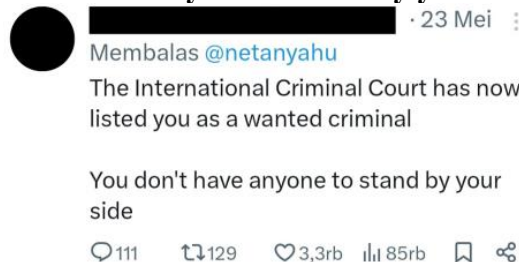 · 23 Mei
Membalas @netanyahu
The International Criminal Court has now
listed you as a wanted criminal
You don't have anyone to stand by your
side
111 129 3,3rb 85rb